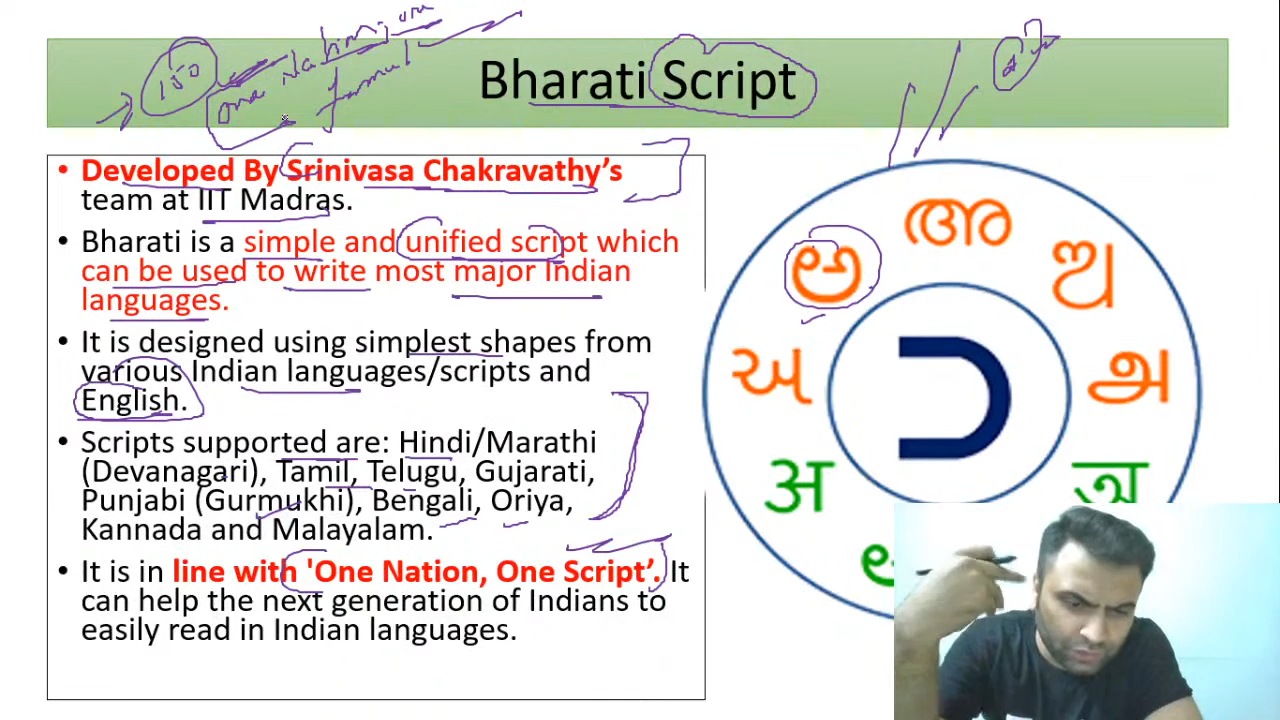 150
one Nation, one
Bharati Script
• Developed By Srinivasa Chakravathy’s
team at IIT Madras.
• Bharati is a simple and unified script which
can be used to write most major Indian
languages.
• It is designed using simplest shapes from
various Indian languages/scripts and
English.
• Scripts supported are: Hindi/Marathi
(Devanagari), Tamil, Telugu, Gujarati,
Punjabi (Gurmukhi), Bengali, Oriya,
Kannada and Malayalam.
• It is in line with 'One Nation, One Script’. It
can help the next generation of Indians to
easily read in Indian languages.
അ
ಅ
ଅ
અ
அ
अ
অ